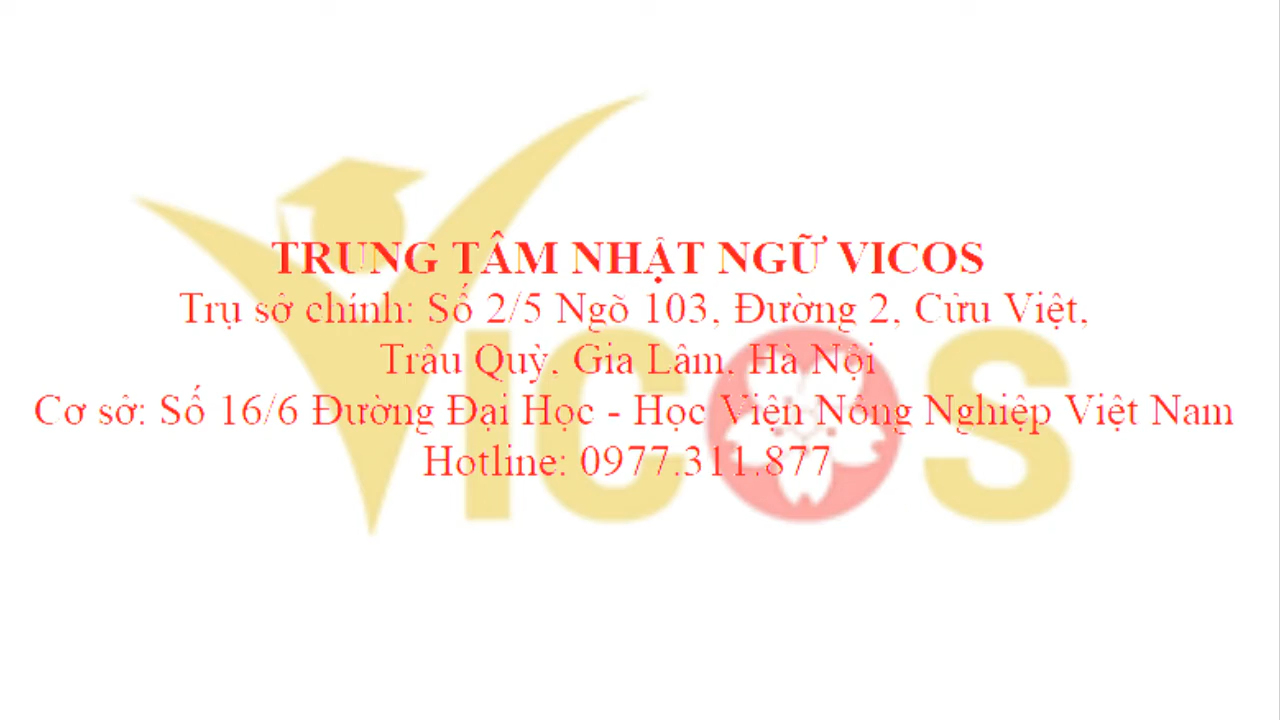 TRUNG TÂM NHẬT NGỮ VICOS
Trụ sở chính: Số 2/5 Ngõ 103, Đường 2, Cửu Việt,
Trâu Quỳ, Gia Lâm, Hà Nội
Cơ sở: Số 16/6 Đường Đại Học - Học Viện Nông Nghiệp Việt Nam
Hotline: 0977.311.877
VICOS